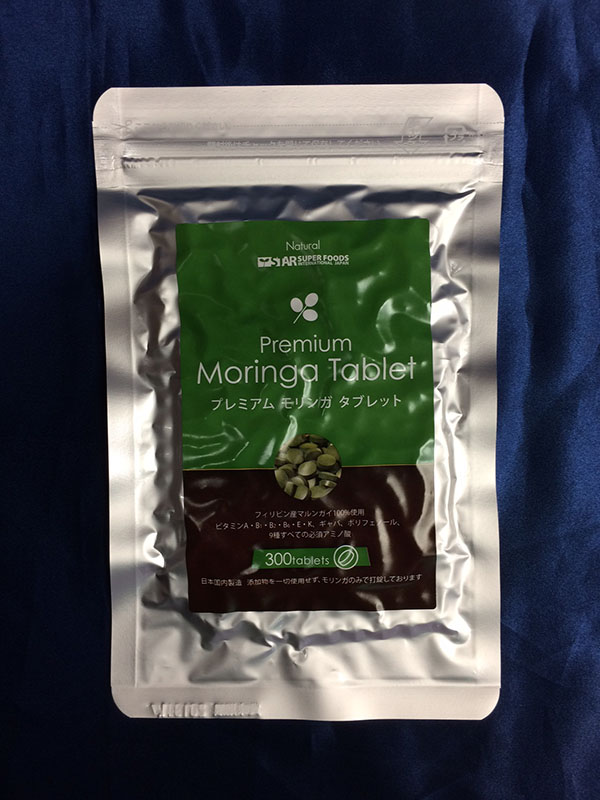 Natural
STAR SUPER FOODS
INTERNATIONAL JAPAN
Premium
Moringa Tablet
プレミアム モリンガ タブレット
フィリピン産マルンガイ100%使用
ビタミンA・B₁・B₂・B₆・E・K、ギャバ、ポリフェノール、
9種すべての必須アミノ酸
300tablets
日本国内製造 添加物を一切使用せず、モリンガのみで打錠しております